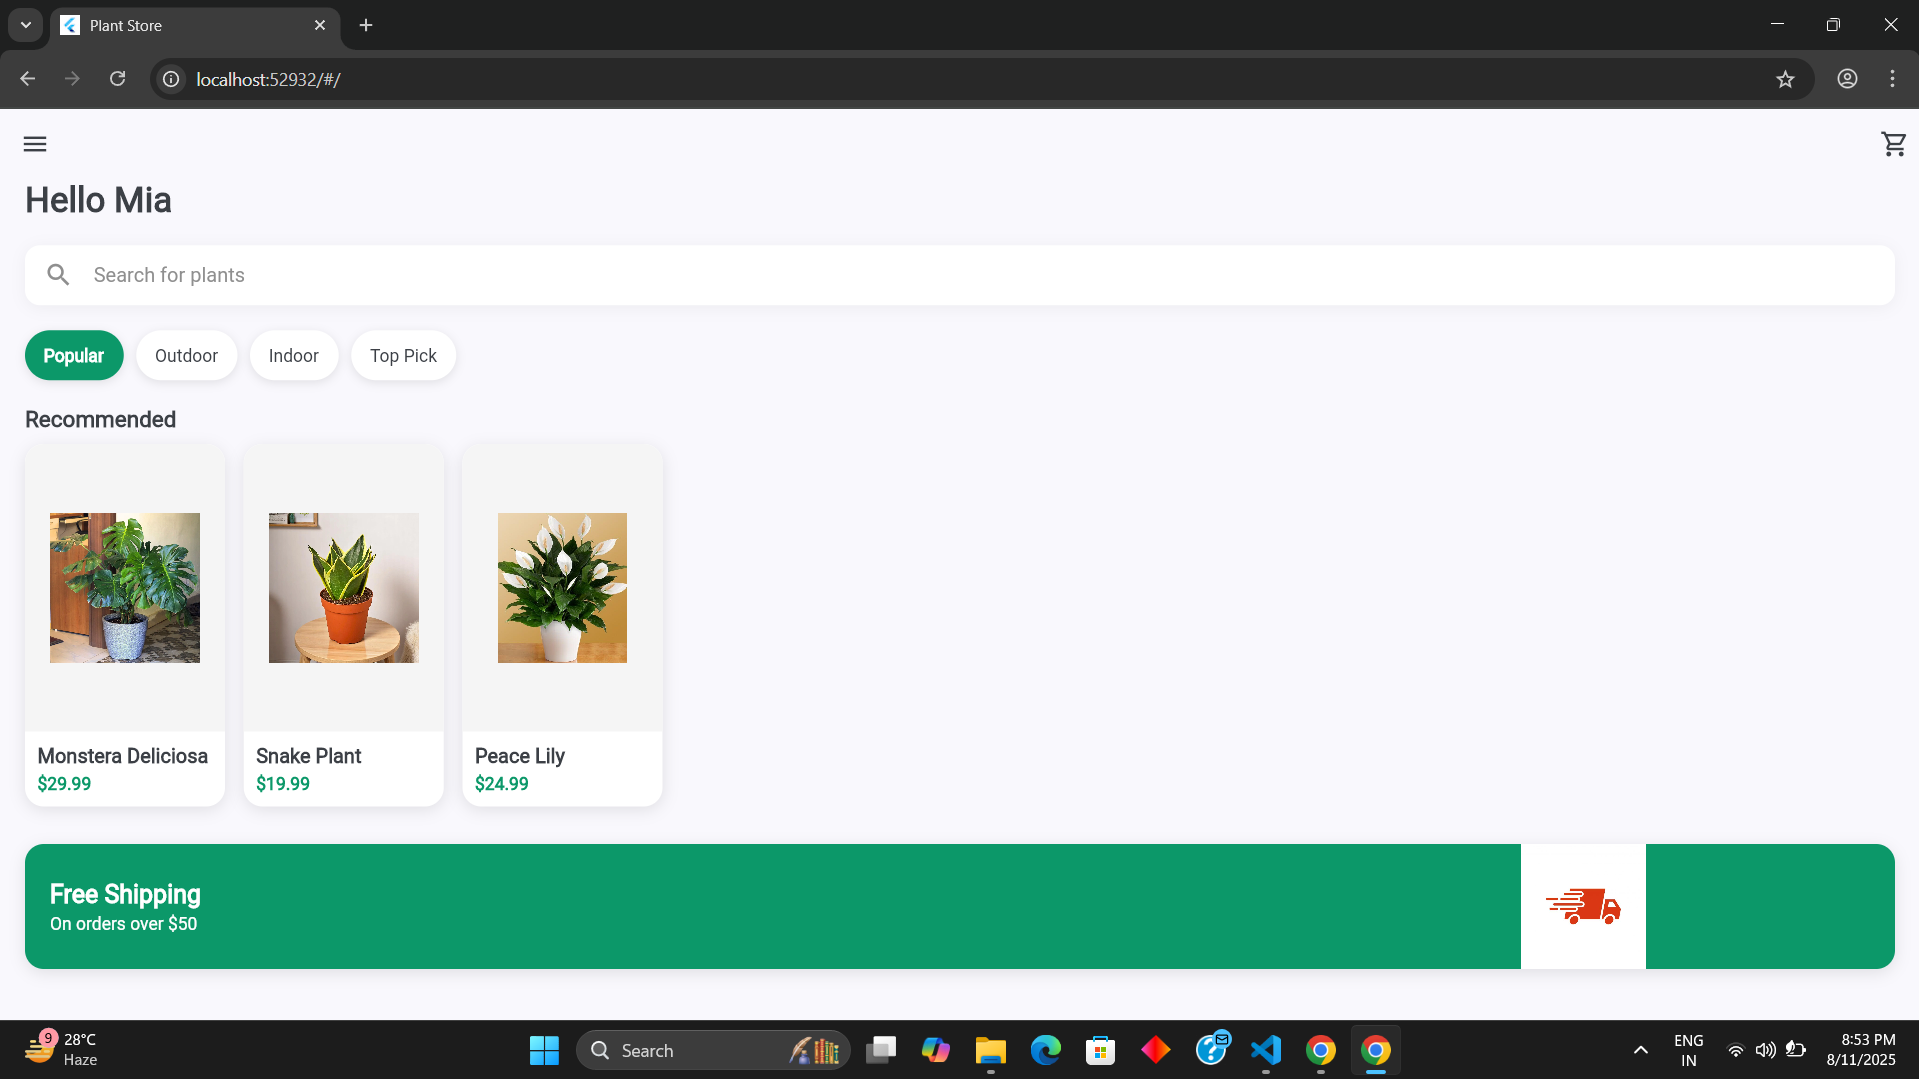 Plant Store
localhost:52932/#/
Hello Mia
Search for plants
Popular Outdoor Indoor Top Pick
Recommended
Monstera Deliciosa
$29.99
Snake Plant
$19.99
Peace Lily
$24.99
Free Shipping
On orders over $50
9
28°C
Haze
Search
ENG
IN
8:53 PM
8/11/2025